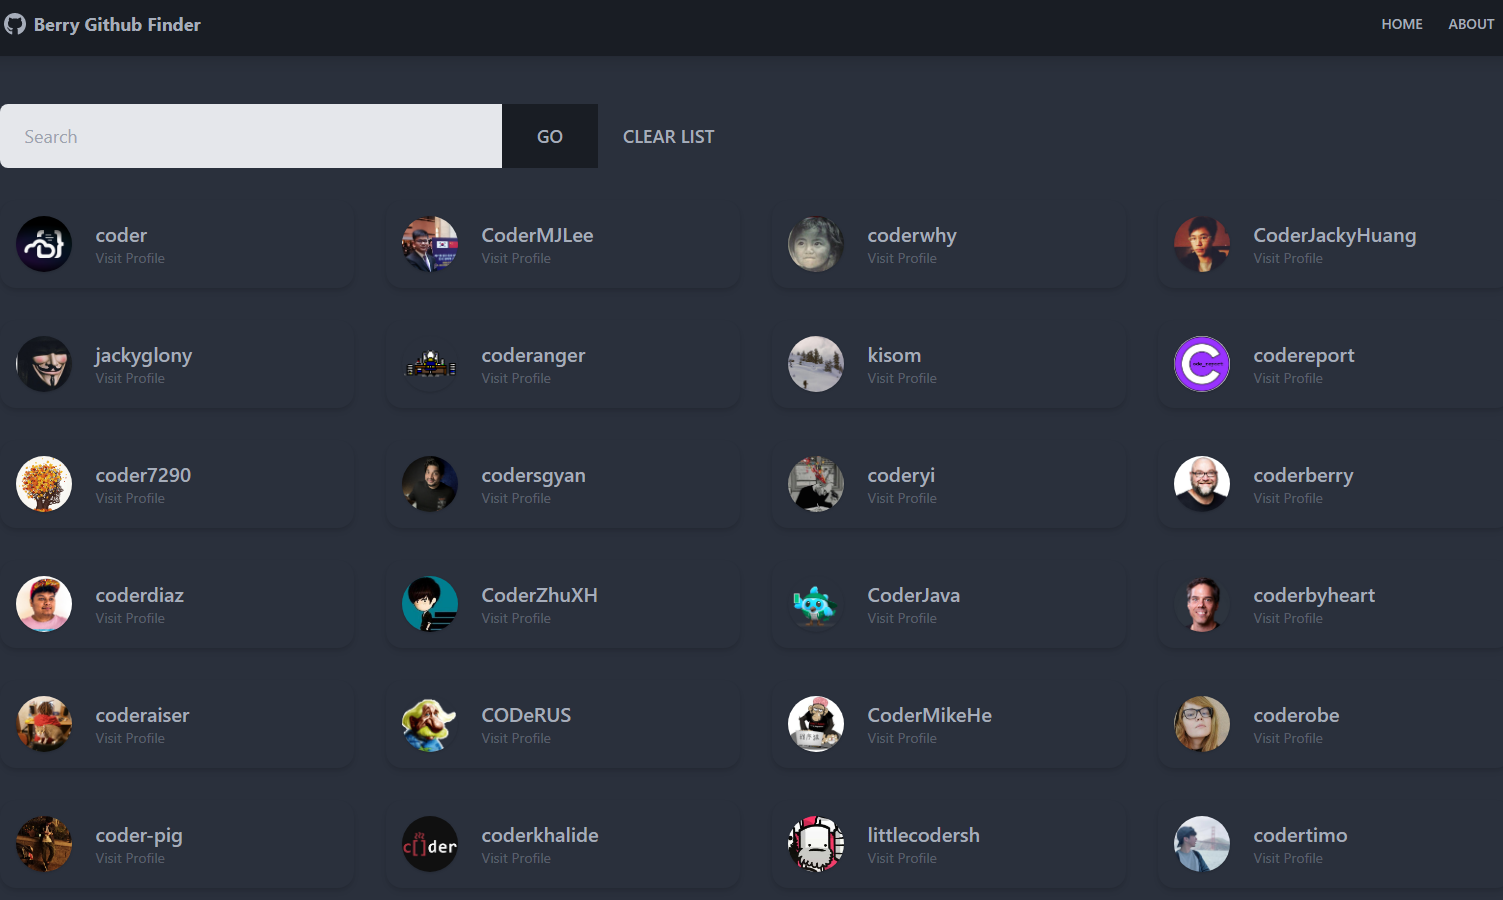 Berry Github Finder
HOME ABOUT
Search GO CLEAR LIST
coder CoderMJLee coderwhy CoderJackyHuang
Visit Profile Visit Profile Visit Profile Visit Profile
jackyglony coderanger kisom codereport
Visit Profile Visit Profile Visit Profile Visit Profile
coder7290 codersgyan coderyi coderberry
Visit Profile Visit Profile Visit Profile Visit Profile
coderdiaz CoderZhuXH CoderJava coderbyheart
Visit Profile Visit Profile Visit Profile Visit Profile
coderaiser CODeRUS CoderMikeHe coderobe
Visit Profile Visit Profile Visit Profile Visit Profile
coder-pig c[]der coderkhalide littlecodersh codertimo
Visit Profile Visit Profile Visit Profile Visit Profile